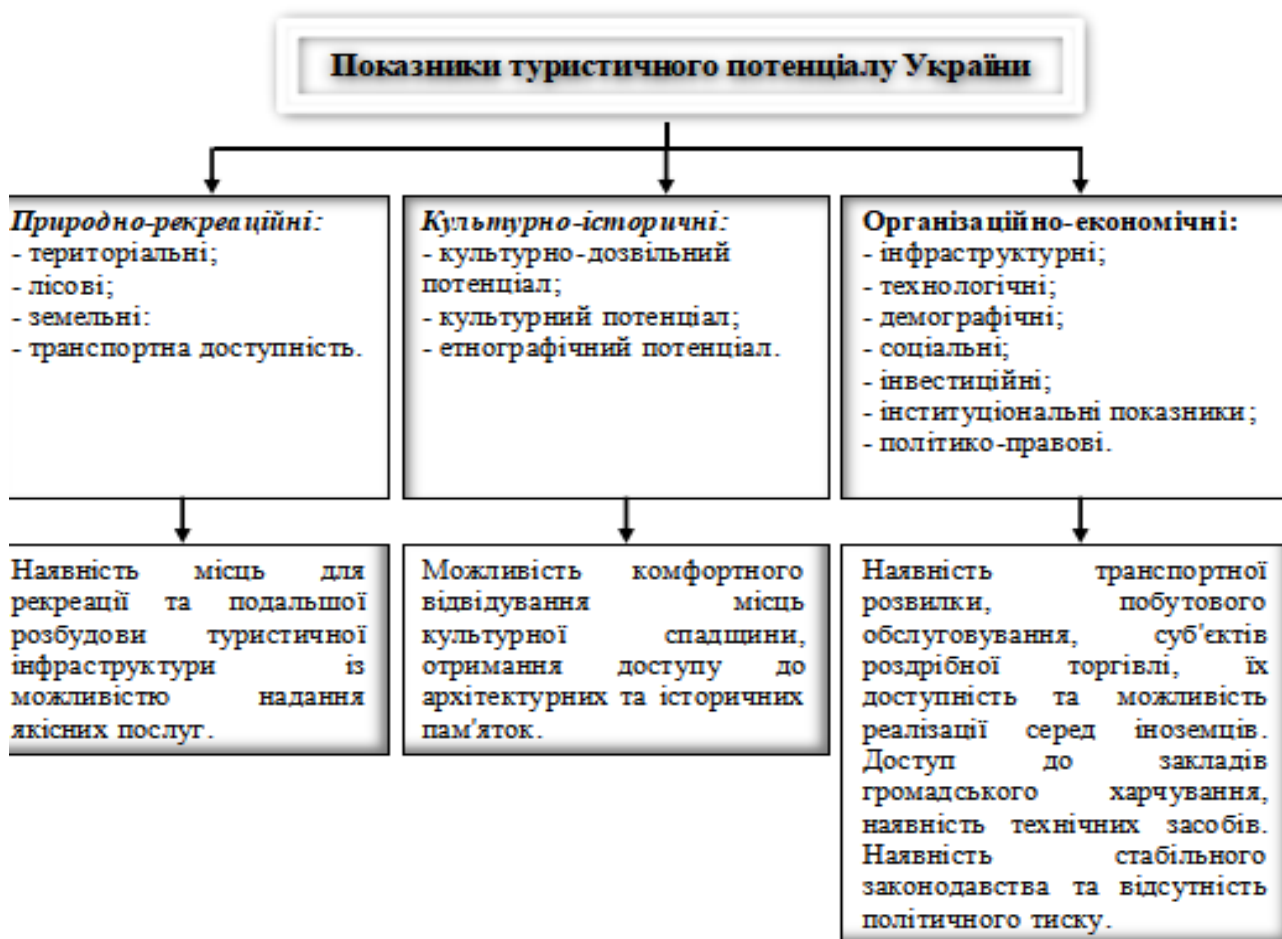 Показники туристичного потенціалу України
Природно-рекреаційні:
- територіальні;
- лісові;
- земельні:
- транспортна доступність.
Культурно-історичні:
- культурно-дозвільний
потенціал;
- культурний потенціал;
- етнографічний потенціал.
Організаційно-економічні:
- інфраструктурні;
- технологічні;
- демографічні;
- соціальні;
- інвестиційні;
- інституціональні показники;
- політико-правові.
Наявність місць для
рекреації та подальшої
розбудови туристичної
інфраструктури із
можливістю надання
якісних послуг.
Можливість комфортного
відвідування місць
культурної спадщини,
отримання доступу до
архітектурних та історичних
пам'яток.
Наявність транспортної
розвилки, побутового
обслуговування, суб'єктів
роздрібної торгівлі, їх
доступність та можливість
реалізації серед іноземців.
Доступ до закладів
громадського харчування,
наявність технічних засобів.
Наявність стабільного
законодавства та відсутність
політичного тиску.